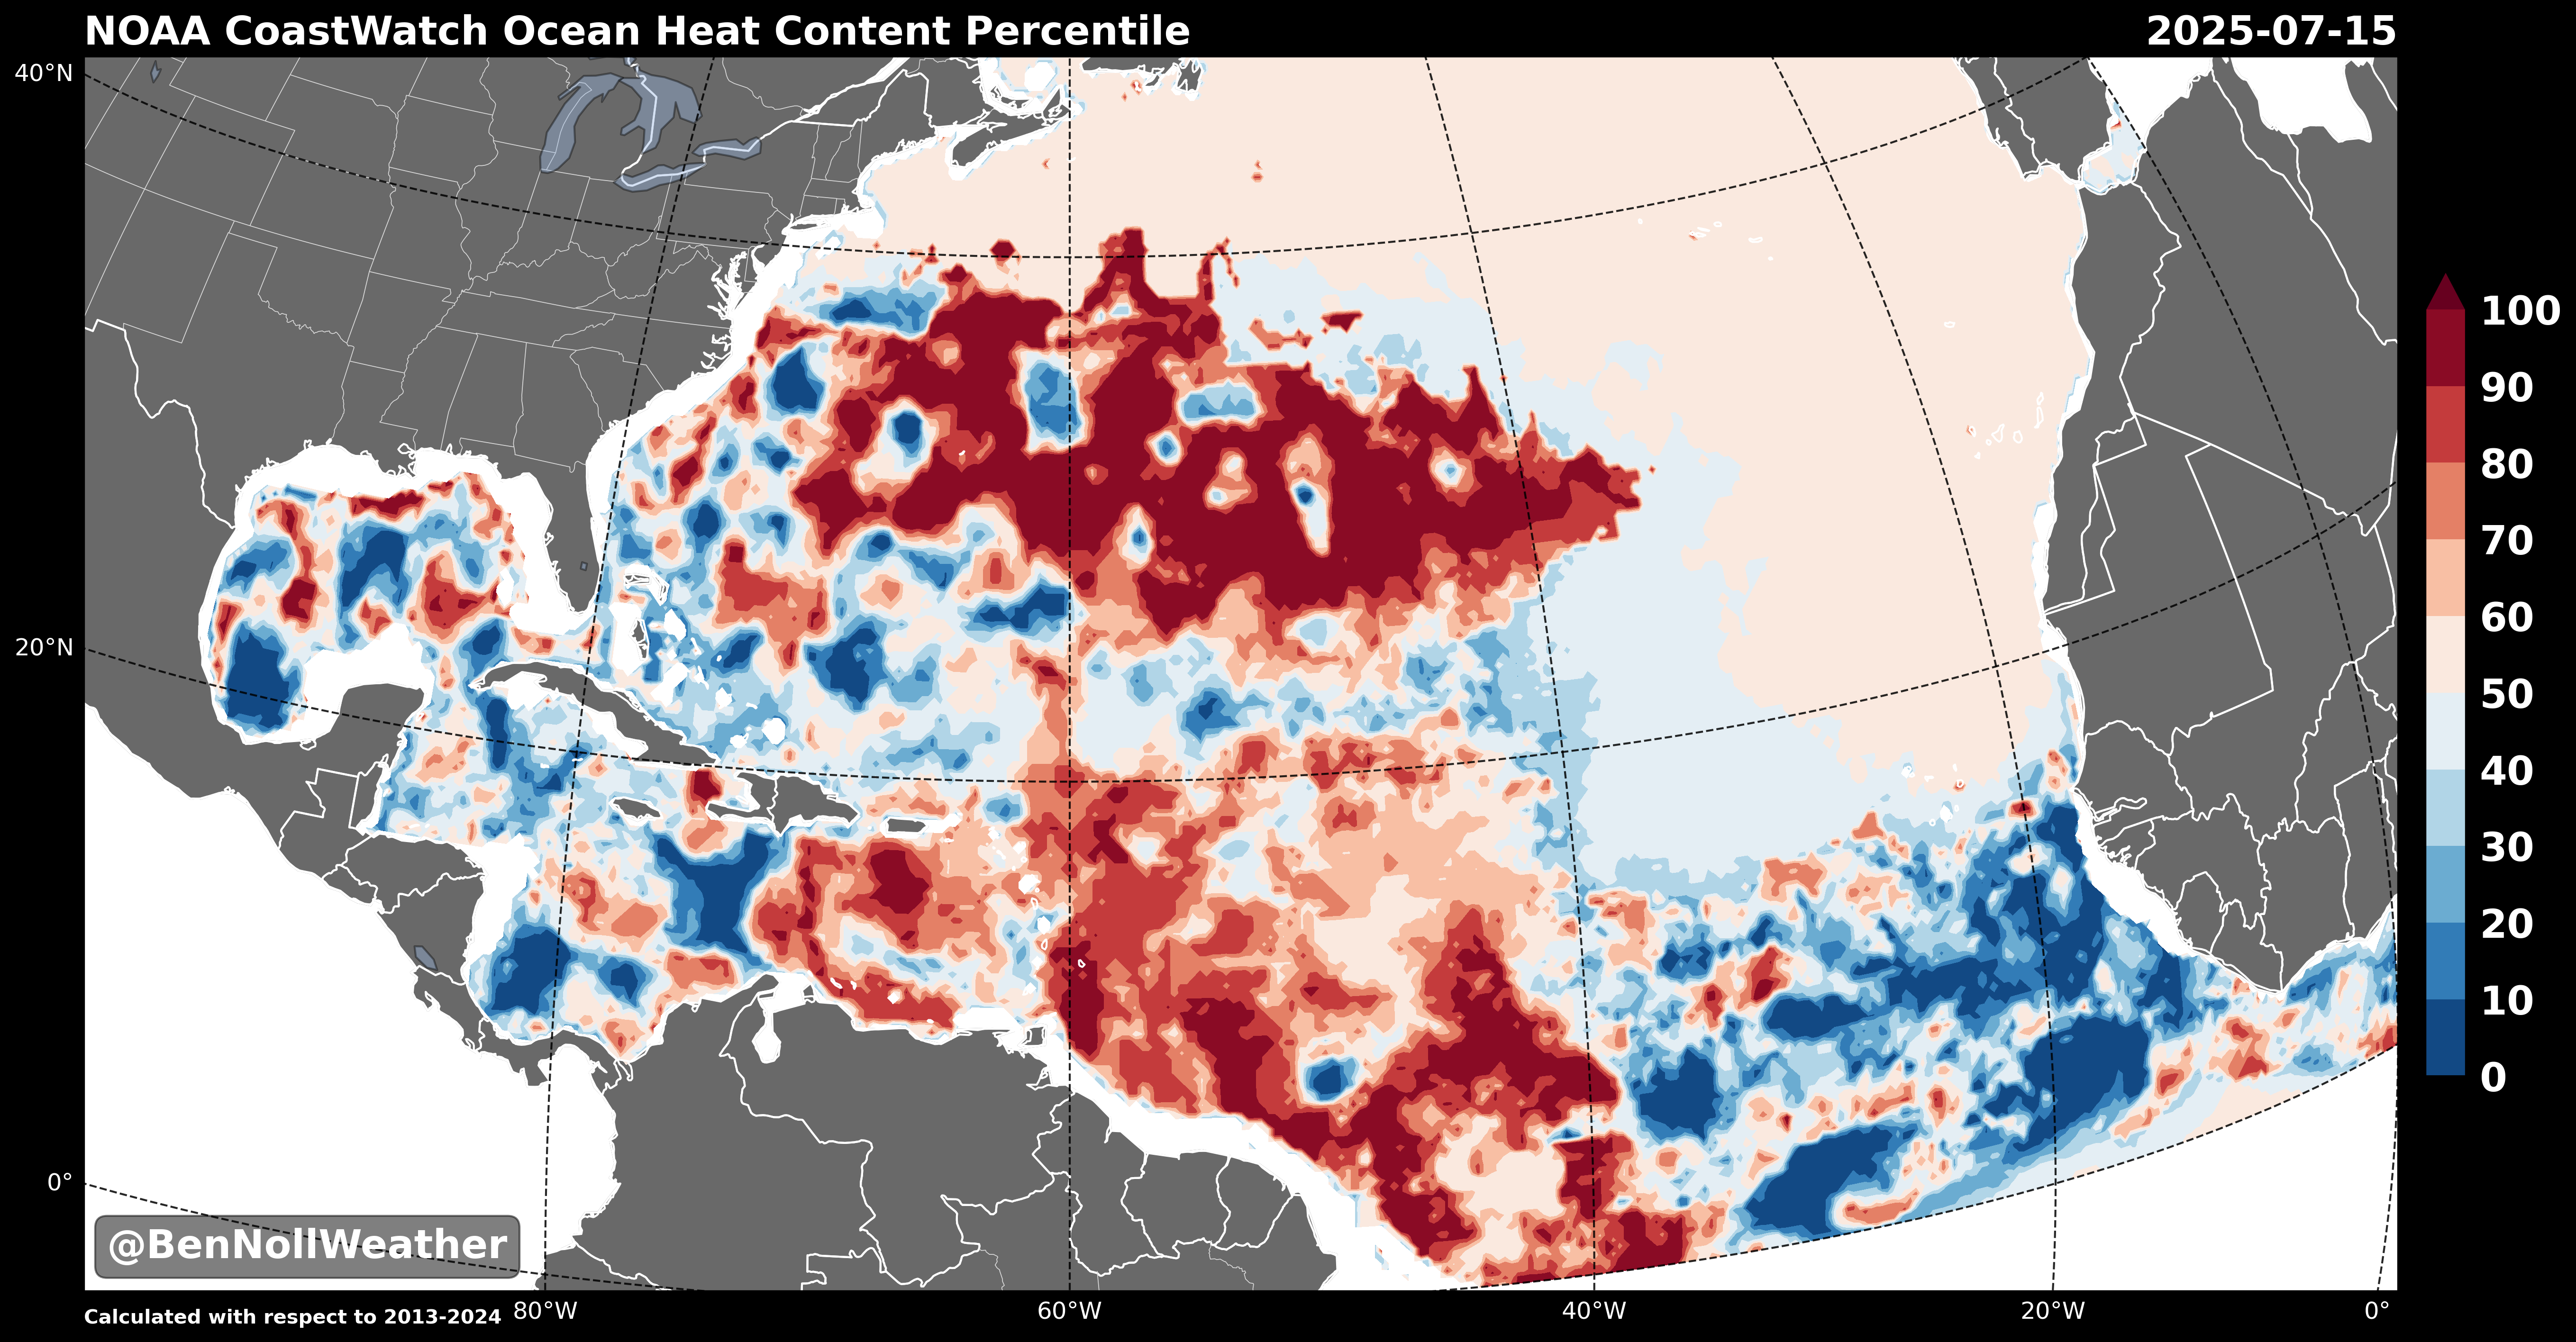 NOAA CoastWatch Ocean Heat Content Percentile 2025-07-15
40°N
20°N
0°
100
90
80
70
60
50
40
30
20
10
0
@BenNollWeather
Calculated with respect to 2013-2024
80°W 60°W 40°W 20°W 0°